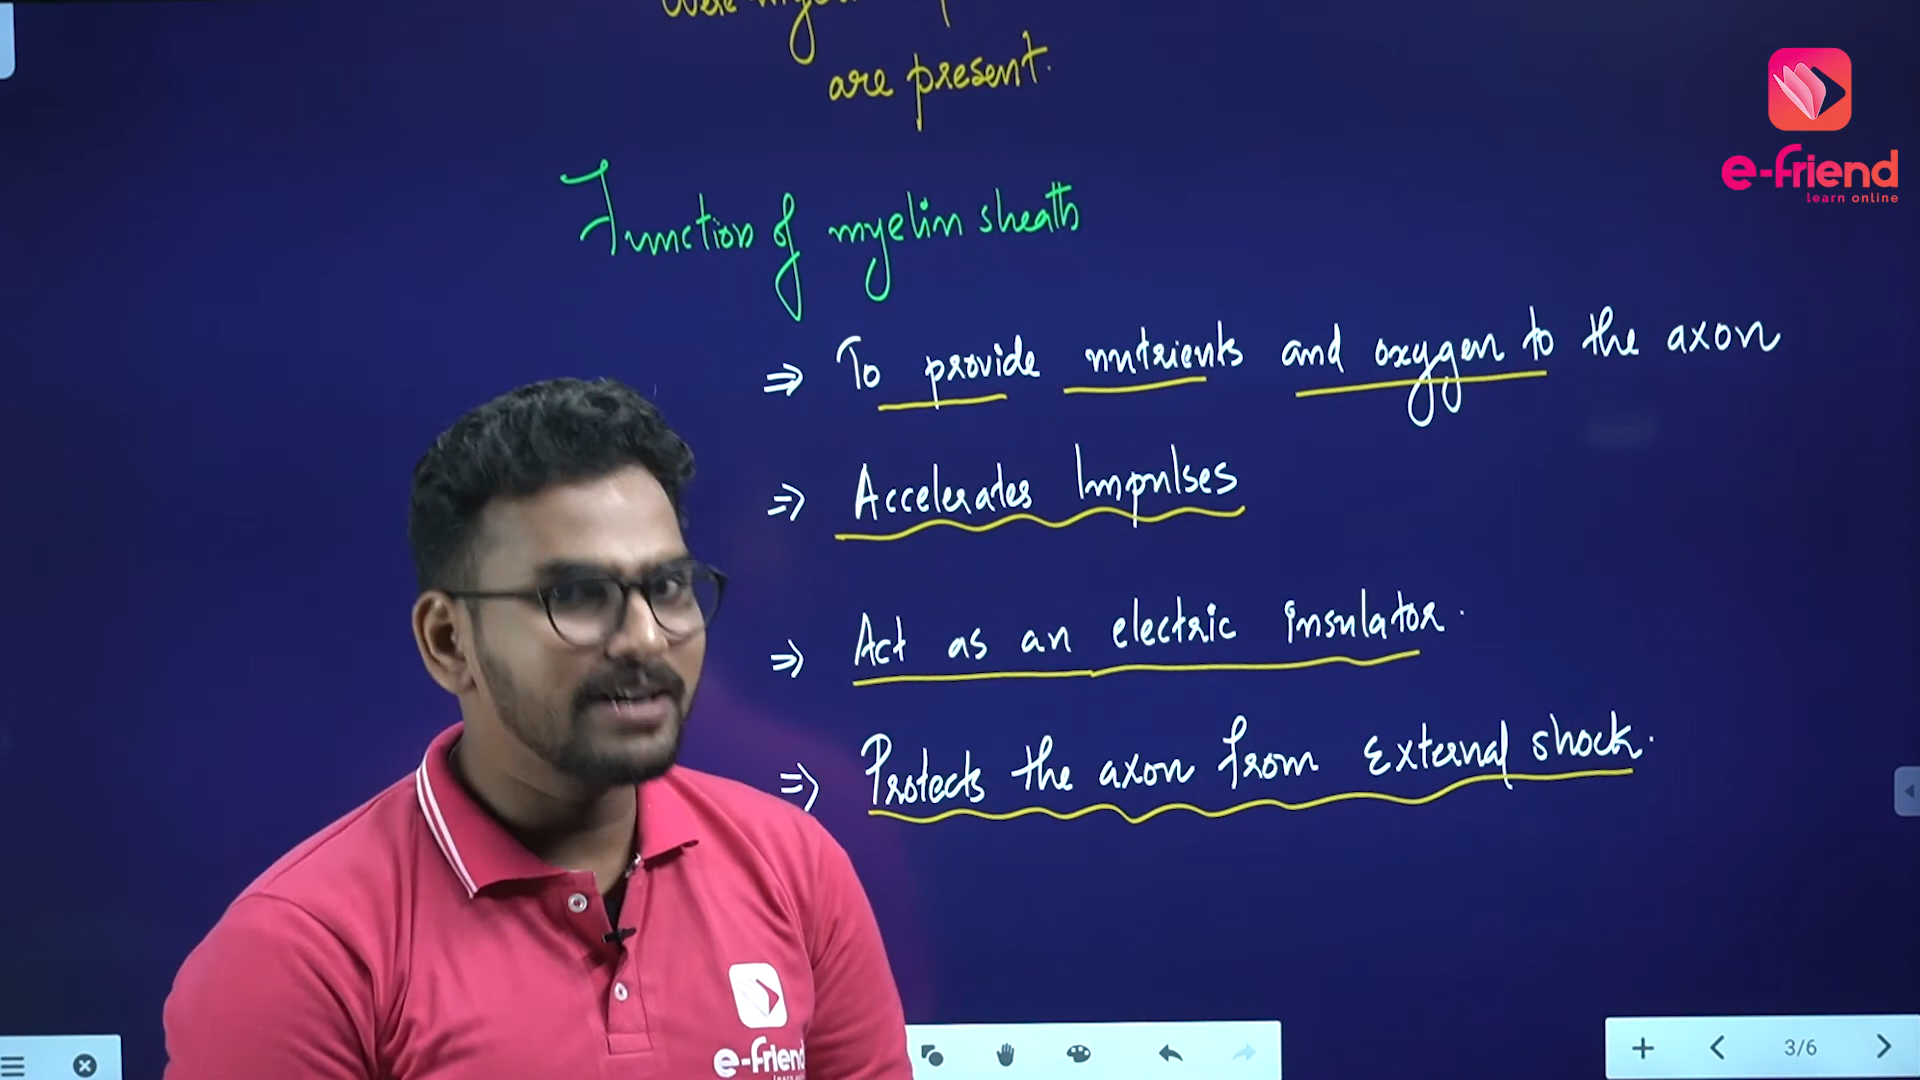 are present.
e-friend
learn online
Function of myelin sheath
⇒ To provide nutrients and oxygen to the axon
⇒ Accelerates Impulses
⇒ Act as an electric insulator.
⇒ Protects the axon from External shock.
e-friend
3/6